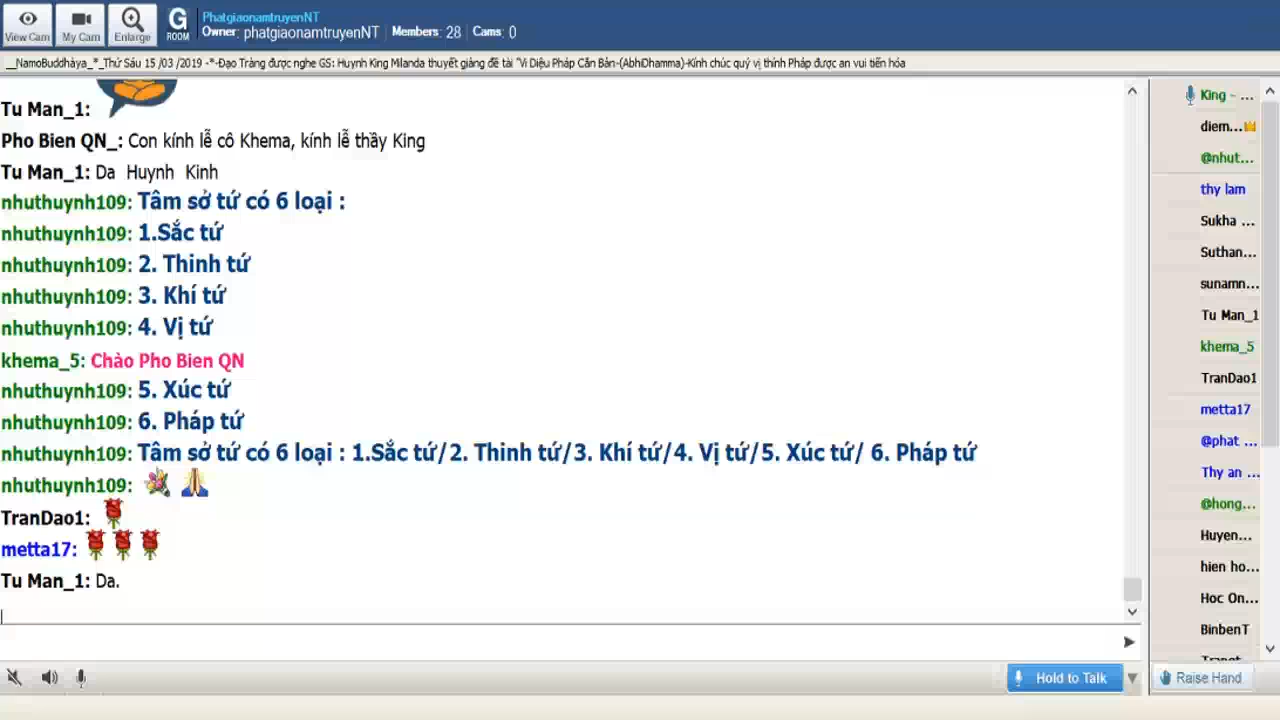 View Cam
My Cam
Enlarge
G ROOM
PhatgiaonamtruyenNT
Owner: phatgiaonamtruyenNT Members: 28 Cams: 0
__NamoBuddhàya_*_Thứ Sáu 15 /03 /2019 -*-Đạo Tràng được nghe GS: Huynh King Milanda thuyết giảng đề tài "Vi Diệu Pháp Căn Bản-(AbhiDhamma)-Kính chúc quý vị thính Pháp được an vui tiến hóa
Tu Man_1:
Pho Bien QN_: Con kính lễ cô Khema, kính lễ thầy King
Tu Man_1: Da Huynh Kinh
nhuthuynh109: Tâm sở tứ có 6 loại :
nhuthuynh109: 1.Sắc tứ
nhuthuynh109: 2. Thinh tứ
nhuthuynh109: 3. Khí tứ
nhuthuynh109: 4. Vị tứ
khema_5: Chào Pho Bien QN
nhuthuynh109: 5. Xúc tứ
nhuthuynh109: 6. Pháp tứ
nhuthuynh109: Tâm sở tứ có 6 loại : 1.Sắc tứ/2. Thinh tứ/3. Khí tứ/4. Vị tứ/5. Xúc tứ/ 6. Pháp tứ
nhuthuynh109:
TranDao1:
metta17:
Tu Man_1: Da.
King - ...
diem...
@nhut...
thy lam
Sukha ...
Suthan...
sunamn...
Tu Man_1
khema_5
TranDao1
metta17
@phat ...
Thy an ...
@hong...
Huyen...
hien ho...
Hoc On...
BinbenT
Hold to Talk
Raise Hand